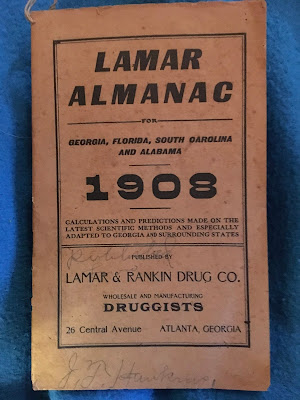 LAMAR
ALMANAC
FOR
GEORGIA, FLORIDA, SOUTH CAROLINA
AND ALABAMA
1908
CALCULATIONS AND PREDICTIONS MADE ON THE
LATEST SCIENTIFIC METHODS AND ESPECIALLY
ADAPTED TO GEORGIA AND SURROUNDING STATES
PUBLISHED BY
LAMAR & RANKIN DRUG CO.
WHOLESALE AND MANUFACTURING
DRUGGISTS
26 Central Avenue ATLANTA, GEORGIA